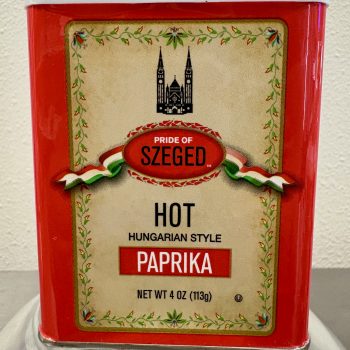 PRIDE OF
SZEGED
HOT
HUNGARIAN STYLE
PAPRIKA
NET WT 4 OZ (113g)